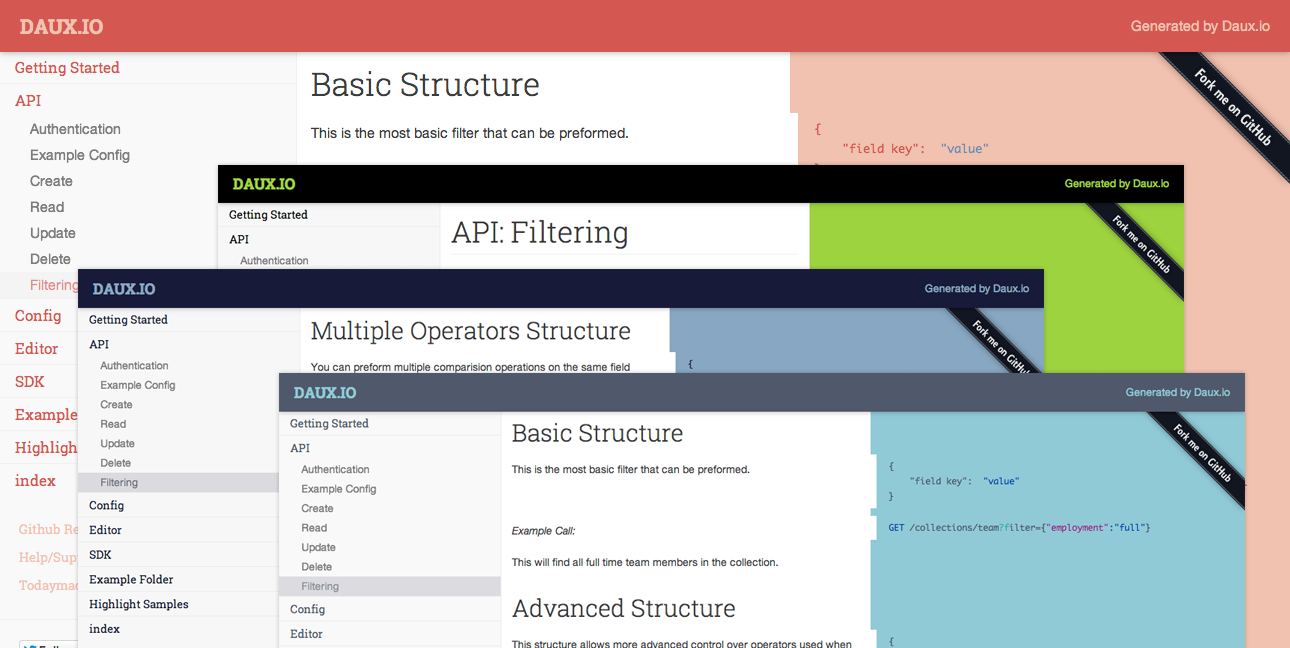 DAUX.IO
Generated by Daux.io
Getting Started
API
Authentication
Example Config
Create
Read
Update
Delete
Filtering
Config
Editor
SDK
Example
index
Github
Basic Structure
This is the most basic filter that can be preformed.
{
"field key": "value"
Fork me on GitHub
DAUX.IO
Generated by Daux.io
Getting Started
API
Authentication
API: Filtering
Fork me on GitHub
DAUX.IO
Generated by Daux.io
Getting Started
API
Authentication
Example Config
Create
Read
Update
Delete
Filtering
Config
Editor
SDK
Example Folder
Highlight Samples
index
Multiple Operators Structure
You can preform multiple comparision operations on the same field
{
Fork me on GitHub
DAUX.IO
Generated by Daux.io
Getting Started
API
Authentication
Example Config
Create
Read
Update
Delete
Filtering
Config
Editor
Basic Structure
This is the most basic filter that can be preformed.
Example Call:
This will find all full time team members in the collection.
Advanced Structure
This structure allows more advanced control over operators used when
{
"field key": "value"
}
GET /collections/team?filter={"employment":"full"}
{
Fork me on GitHub